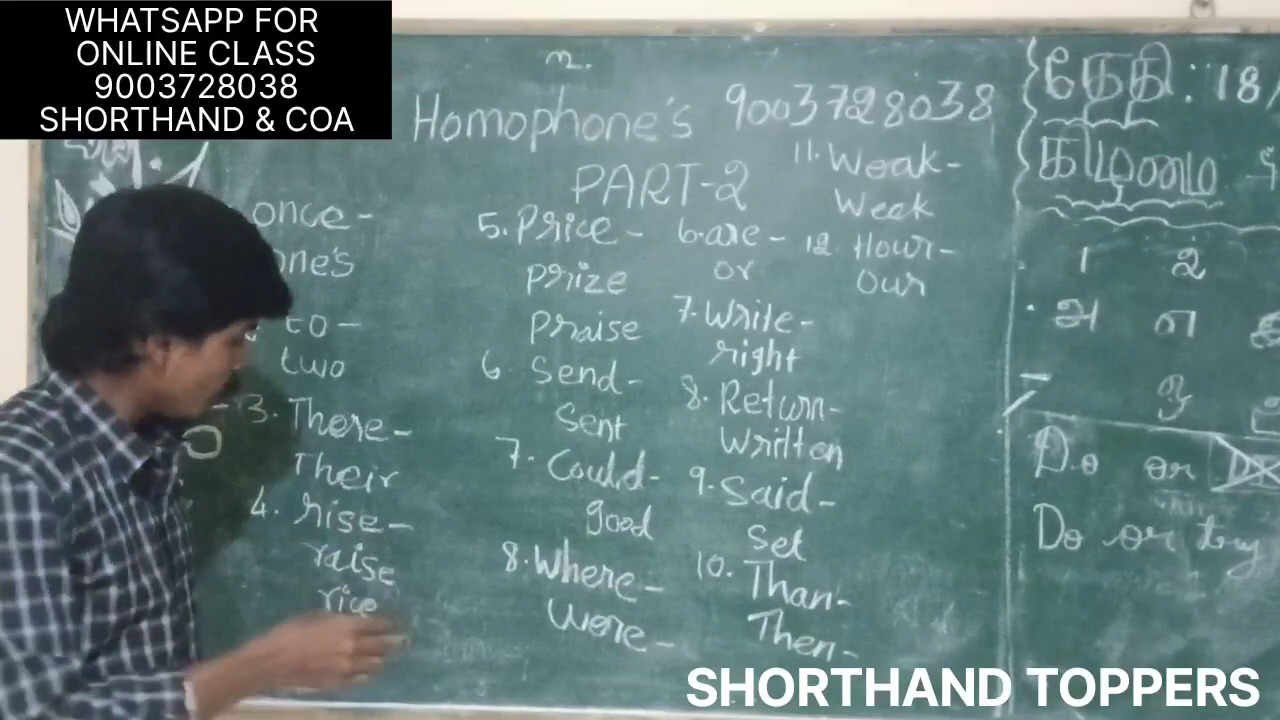 WHATSAPP FOR
ONLINE CLASS
9003728038
SHORTHAND & COA
n.
Homophone's 9003728038
PART-2
once -
one's
to -
two
3. There -
Their
4. rise -
raise
rice
5. Price -
prize
praise
6. Send -
Sent
7. Could -
good
8. Where -
Were -
6. are -
or
7. Write -
right
8. Return -
Written
9. Said -
Set
10. Than -
Then -
11. Weak -
Week
12. Hour -
Our
தேதி : 18/
கிழமை
1 2
அ எ
Do or
Do or try
SHORTHAND TOPPERS